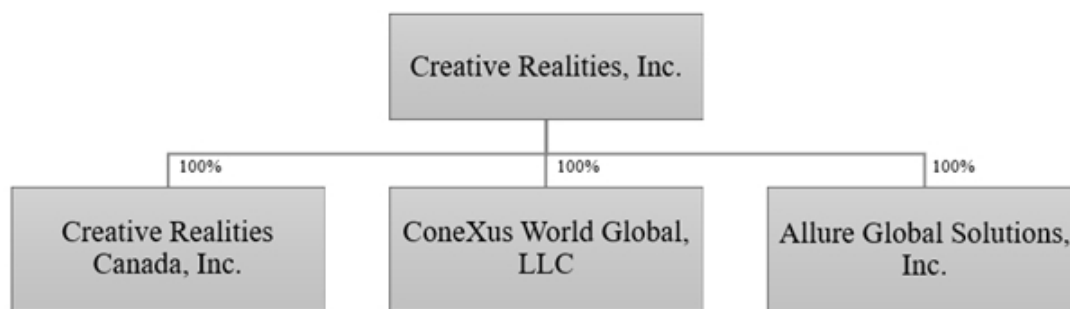 Creative Realities, Inc.
100%
100%
100%
Creative Realities
Canada, Inc.
ConeXus World Global,
LLC
Allure Global Solutions,
Inc.